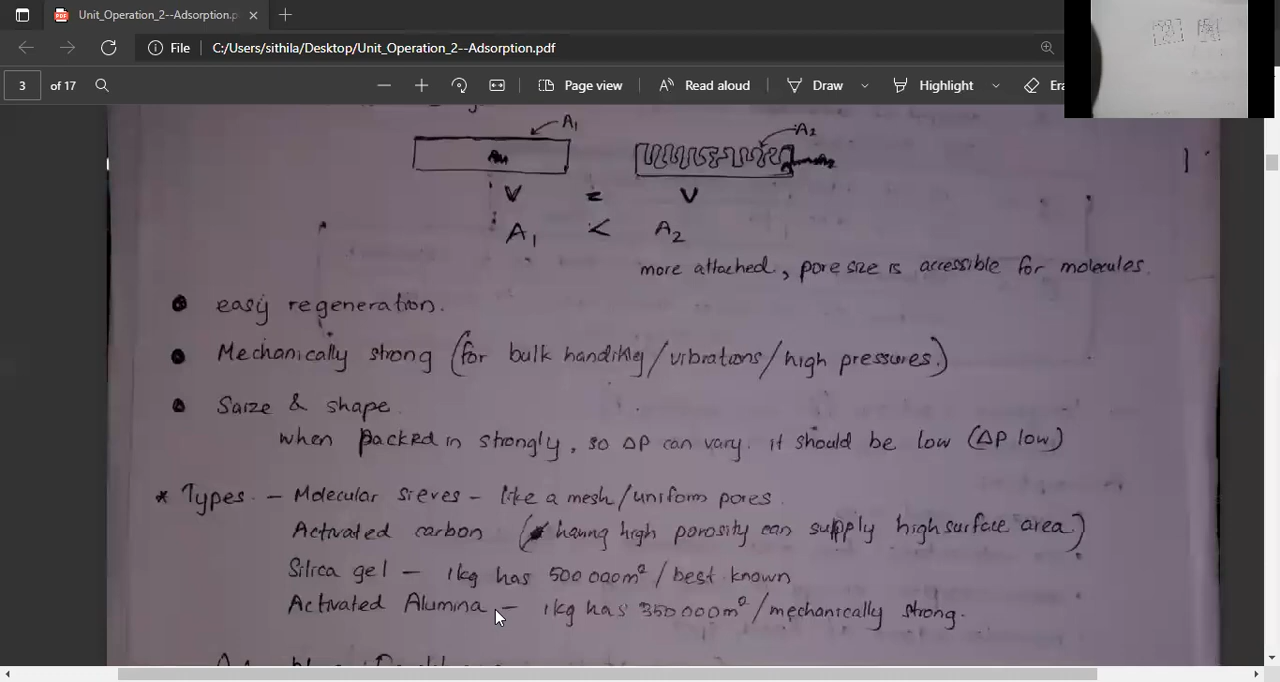 Unit_Operation_2--Adsorption.p
File C:/Users/sithila/Desktop/Unit_Operation_2--Adsorption.pdf
3 of 17 Page view Read aloud Draw Highlight Era
A1 A2
V = V
A1 < A2
more attached, pore size is accessible for molecules.
• easy regeneration.
• Mechanically strong (for bulk handikly/vibrations/high pressures.)
• Saize & shape
when packed in strongly, so ΔP can vary. it should be low (ΔP low)
* Types - Molecular sieves - like a mesh/uniform pores.
Activated carbon (having high porosity can supply high surface area.)
Silica gel - 1kg has 500 000m² / best known
Activated Alumina - 1kg has 350 000m² / mechanically strong.